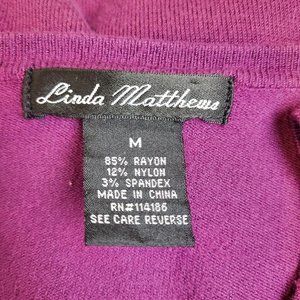 Linda Matthews
M
85% RAYON
12% NYLON
3% SPANDEX
MADE IN CHINA
RN#114186
SEE CARE REVERSE